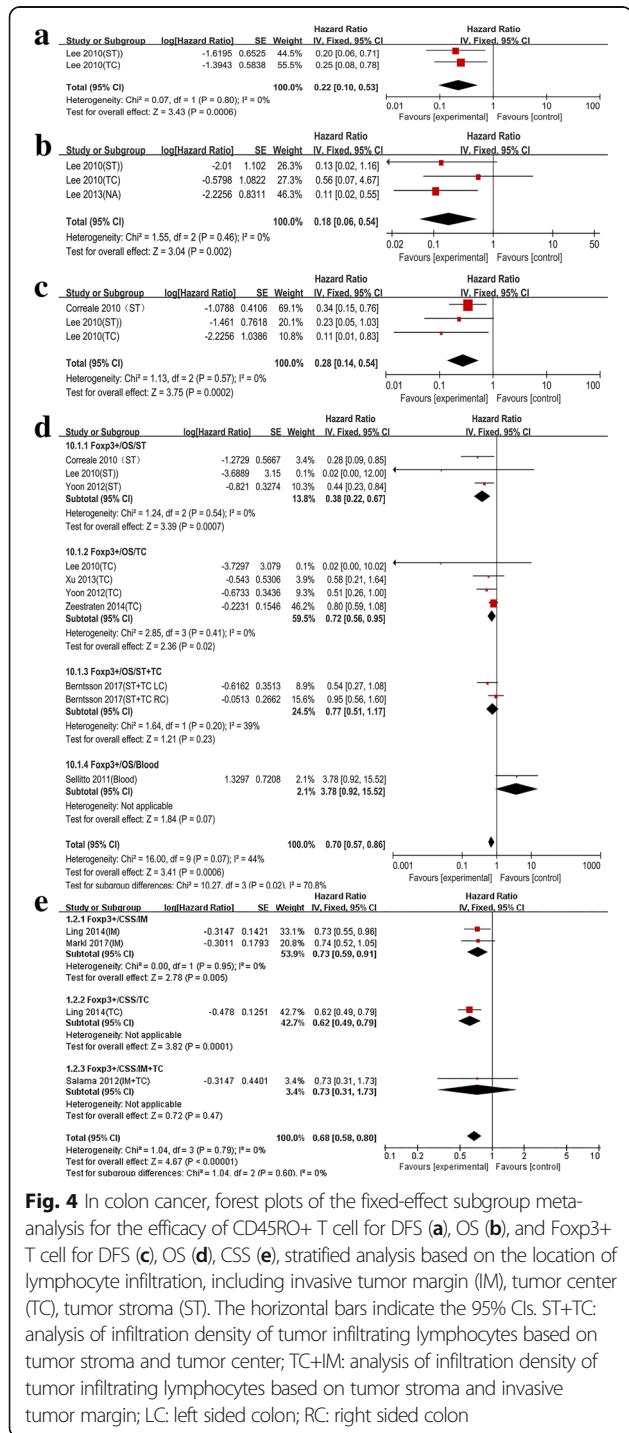 a
Hazard Ratio Hazard Ratio
Study or Subgroup log[Hazard Ratio] SE Weight IV, Fixed, 95% CI IV, Fixed, 95% CI
Lee 2010(ST)) -1.6195 0.6525 44.5% 0.20 [0.06, 0.71]
Lee 2010(TC) -1.3943 0.5838 55.5% 0.25 [0.08, 0.78]
Total (95% CI) 100.0% 0.22 [0.10, 0.53]
Heterogeneity: Chi² = 0.07, df = 1 (P = 0.80); I² = 0%
Test for overall effect: Z = 3.43 (P = 0.0006)
0.01 0.1 1 10 100
Favours [experimental] Favours [control]
b
Hazard Ratio Hazard Ratio
Study or Subgroup log[Hazard Ratio] SE Weight IV, Fixed, 95% CI IV, Fixed, 95% CI
Lee 2010(ST)) -2.01 1.102 26.3% 0.13 [0.02, 1.16]
Lee 2010(TC) -0.5798 1.0822 27.3% 0.56 [0.07, 4.67]
Lee 2013(NA) -2.2256 0.8311 46.3% 0.11 [0.02, 0.55]
Total (95% CI) 100.0% 0.18 [0.06, 0.54]
Heterogeneity: Chi² = 1.55, df = 2 (P = 0.46); I² = 0%
Test for overall effect: Z = 3.04 (P = 0.002)
0.02 0.1 1 10 50
Favours [experimental] Favours [control]
c
Hazard Ratio Hazard Ratio
Study or Subgroup log[Hazard Ratio] SE Weight IV, Fixed, 95% CI IV, Fixed, 95% CI
Correale 2010（ST） -1.0788 0.4106 69.1% 0.34 [0.15, 0.76]
Lee 2010(ST)) -1.461 0.7618 20.1% 0.23 [0.05, 1.03]
Lee 2010(TC) -2.2256 1.0386 10.8% 0.11 [0.01, 0.83]
Total (95% CI) 100.0% 0.28 [0.14, 0.54]
Heterogeneity: Chi² = 1.13, df = 2 (P = 0.57); I² = 0%
Test for overall effect: Z = 3.75 (P = 0.0002)
0.01 0.1 1 10 100
Favours [experimental] Favours [control]
d
Hazard Ratio Hazard Ratio
Study or Subgroup log[Hazard Ratio] SE Weight IV, Fixed, 95% CI IV, Fixed, 95% CI
10.1.1 Foxp3+/OS/ST
Correale 2010（ST） -1.2729 0.5667 3.4% 0.28 [0.09, 0.85]
Lee 2010(ST)) -3.6889 3.15 0.1% 0.02 [0.00, 12.00]
Yoon 2012(ST) -0.821 0.3274 10.3% 0.44 [0.23, 0.84]
Subtotal (95% CI) 13.8% 0.38 [0.22, 0.67]
Heterogeneity: Chi² = 1.24, df = 2 (P = 0.54); I² = 0%
Test for overall effect: Z = 3.39 (P = 0.0007)
10.1.2 Foxp3+/OS/TC
Lee 2010(TC) -3.7297 3.079 0.1% 0.02 [0.00, 10.02]
Xu 2013(TC) -0.543 0.5306 3.9% 0.58 [0.21, 1.64]
Yoon 2012(TC) -0.6733 0.3436 9.3% 0.51 [0.26, 1.00]
Zeestraten 2014(TC) -0.2231 0.1546 46.2% 0.80 [0.59, 1.08]
Subtotal (95% CI) 59.5% 0.72 [0.56, 0.95]
Heterogeneity: Chi² = 2.85, df = 3 (P = 0.41); I² = 0%
Test for overall effect: Z = 2.36 (P = 0.02)
10.1.3 Foxp3+/OS/ST+TC
Berntsson 2017(ST+TC LC) -0.6162 0.3513 8.9% 0.54 [0.27, 1.08]
Berntsson 2017(ST+TC RC) -0.0513 0.2662 15.6% 0.95 [0.56, 1.60]
Subtotal (95% CI) 24.5% 0.77 [0.51, 1.17]
Heterogeneity: Chi² = 1.64, df = 1 (P = 0.20); I² = 39%
Test for overall effect: Z = 1.21 (P = 0.23)
10.1.4 Foxp3+/OS/Blood
Sellitto 2011(Blood) 1.3297 0.7208 2.1% 3.78 [0.92, 15.52]
Subtotal (95% CI) 2.1% 3.78 [0.92, 15.52]
Heterogeneity: Not applicable
Test for overall effect: Z = 1.84 (P = 0.07)
Total (95% CI) 100.0% 0.70 [0.57, 0.86]
Heterogeneity: Chi² = 16.00, df = 9 (P = 0.07); I² = 44%
Test for overall effect: Z = 3.41 (P = 0.0006)
Test for subgroup differences: Chi² = 10.27, df = 3 (P = 0.02), I² = 70.8%
0.001 0.1 1 10 1000
Favours [experimental] Favours [control]
e
Hazard Ratio Hazard Ratio
Study or Subgroup log[Hazard Ratio] SE Weight IV, Fixed, 95% CI IV, Fixed, 95% CI
1.2.1 Foxp3+/CSS/IM
Ling 2014(IM) -0.3147 0.1421 33.1% 0.73 [0.55, 0.96]
Markl 2017(IM) -0.3011 0.1793 20.8% 0.74 [0.52, 1.05]
Subtotal (95% CI) 53.9% 0.73 [0.59, 0.91]
Heterogeneity: Chi² = 0.00, df = 1 (P = 0.95); I² = 0%
Test for overall effect: Z = 2.78 (P = 0.005)
1.2.2 Foxp3+/CSS/TC
Ling 2014(TC) -0.478 0.1251 42.7% 0.62 [0.49, 0.79]
Subtotal (95% CI) 42.7% 0.62 [0.49, 0.79]
Heterogeneity: Not applicable
Test for overall effect: Z = 3.82 (P = 0.0001)
1.2.3 Foxp3+/CSS/IM+TC
Salama 2012(IM+TC) -0.3147 0.4401 3.4% 0.73 [0.31, 1.73]
Subtotal (95% CI) 3.4% 0.73 [0.31, 1.73]
Heterogeneity: Not applicable
Test for overall effect: Z = 0.72 (P = 0.47)
Total (95% CI) 100.0% 0.68 [0.58, 0.80]
Heterogeneity: Chi² = 1.04, df = 3 (P = 0.79); I² = 0%
Test for overall effect: Z = 4.67 (P < 0.00001)
Test for subgroup differences: Chi² = 1.04, df = 2 (P = 0.60), I² = 0%
0.1 0.2 0.5 1 2 5 10
Favours [experimental] Favours [control]
Fig. 4 In colon cancer, forest plots of the fixed-effect subgroup meta-
analysis for the efficacy of CD45RO+ T cell for DFS (a), OS (b), and Foxp3+
T cell for DFS (c), OS (d), CSS (e), stratified analysis based on the location of
lymphocyte infiltration, including invasive tumor margin (IM), tumor center
(TC), tumor stroma (ST). The horizontal bars indicate the 95% CIs. ST+TC:
analysis of infiltration density of tumor infiltrating lymphocytes based on
tumor stroma and tumor center; TC+IM: analysis of infiltration density of
tumor infiltrating lymphocytes based on tumor stroma and invasive
tumor margin; LC: left sided colon; RC: right sided colon